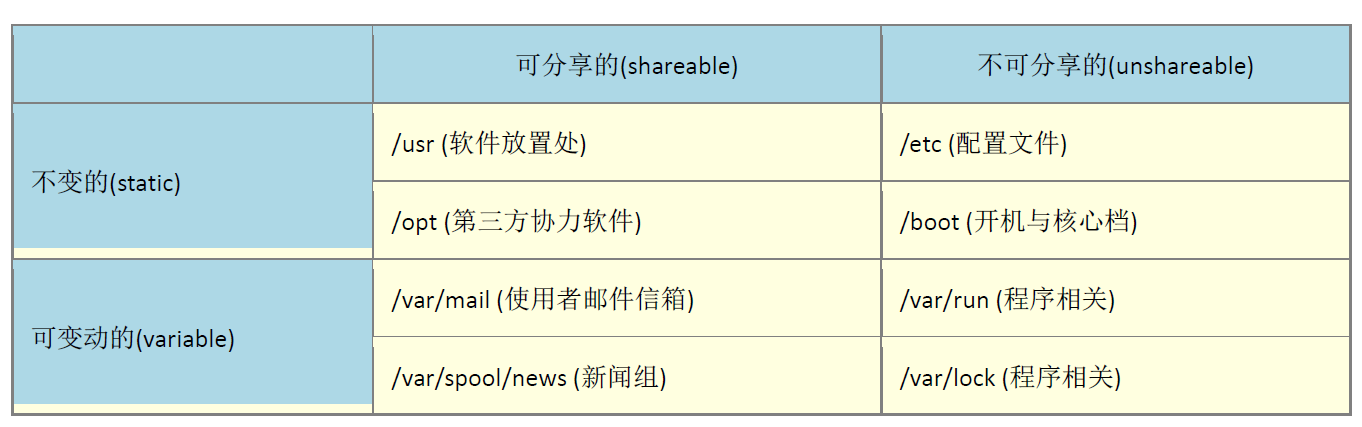 可分享的(shareable) 不可分享的(unshareable)
不变的(static)
/usr (软件放置处) /etc (配置文件)
/opt (第三方协力软件) /boot (开机与核心档)
可变动的(variable)
/var/mail (使用者邮件信箱) /var/run (程序相关)
/var/spool/news (新闻组) /var/lock (程序相关)